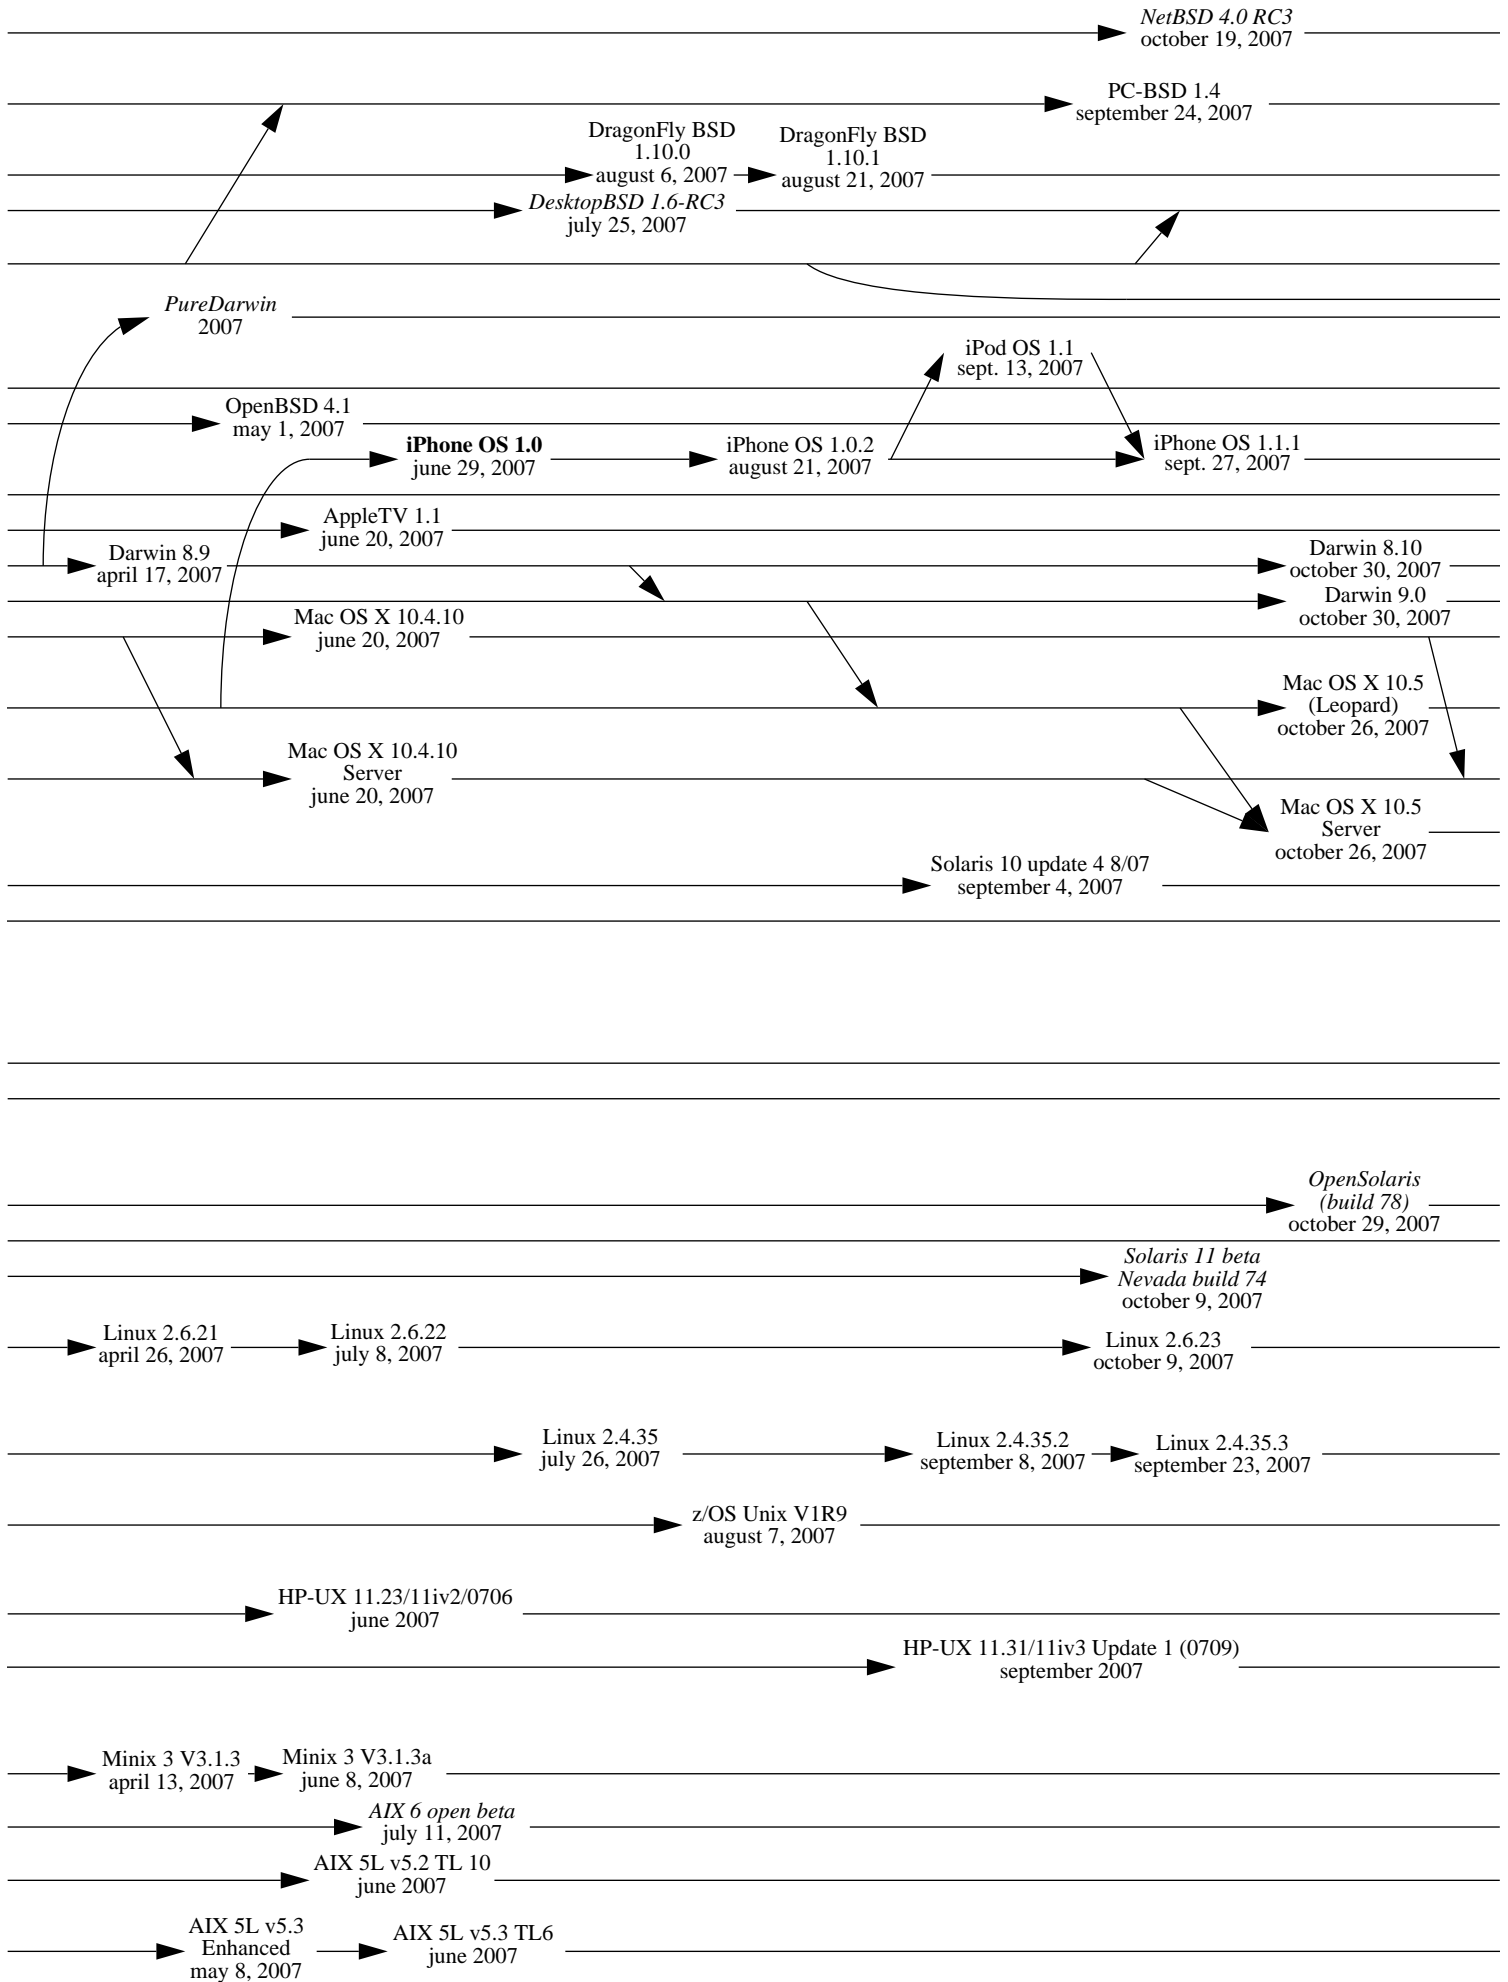 NetBSD 4.0 RC3
october 19, 2007
PC-BSD 1.4
september 24, 2007
DragonFly BSD
1.10.0
august 6, 2007
DragonFly BSD
1.10.1
august 21, 2007
DesktopBSD 1.6-RC3
july 25, 2007
PureDarwin
2007
iPod OS 1.1
sept. 13, 2007
OpenBSD 4.1
may 1, 2007
iPhone OS 1.0
june 29, 2007
iPhone OS 1.0.2
august 21, 2007
iPhone OS 1.1.1
sept. 27, 2007
AppleTV 1.1
june 20, 2007
Darwin 8.9
april 17, 2007
Darwin 8.10
october 30, 2007
Darwin 9.0
october 30, 2007
Mac OS X 10.4.10
june 20, 2007
Mac OS X 10.5
(Leopard)
october 26, 2007
Mac OS X 10.4.10
Server
june 20, 2007
Mac OS X 10.5
Server
october 26, 2007
Solaris 10 update 4 8/07
september 4, 2007
OpenSolaris
(build 78)
october 29, 2007
Solaris 11 beta
Nevada build 74
october 9, 2007
Linux 2.6.21
april 26, 2007
Linux 2.6.22
july 8, 2007
Linux 2.6.23
october 9, 2007
Linux 2.4.35
july 26, 2007
Linux 2.4.35.2
september 8, 2007
Linux 2.4.35.3
september 23, 2007
z/OS Unix V1R9
august 7, 2007
HP-UX 11.23/11iv2/0706
june 2007
HP-UX 11.31/11iv3 Update 1 (0709)
september 2007
Minix 3 V3.1.3
april 13, 2007
Minix 3 V3.1.3a
june 8, 2007
AIX 6 open beta
july 11, 2007
AIX 5L v5.2 TL 10
june 2007
AIX 5L v5.3
Enhanced
may 8, 2007
AIX 5L v5.3 TL6
june 2007